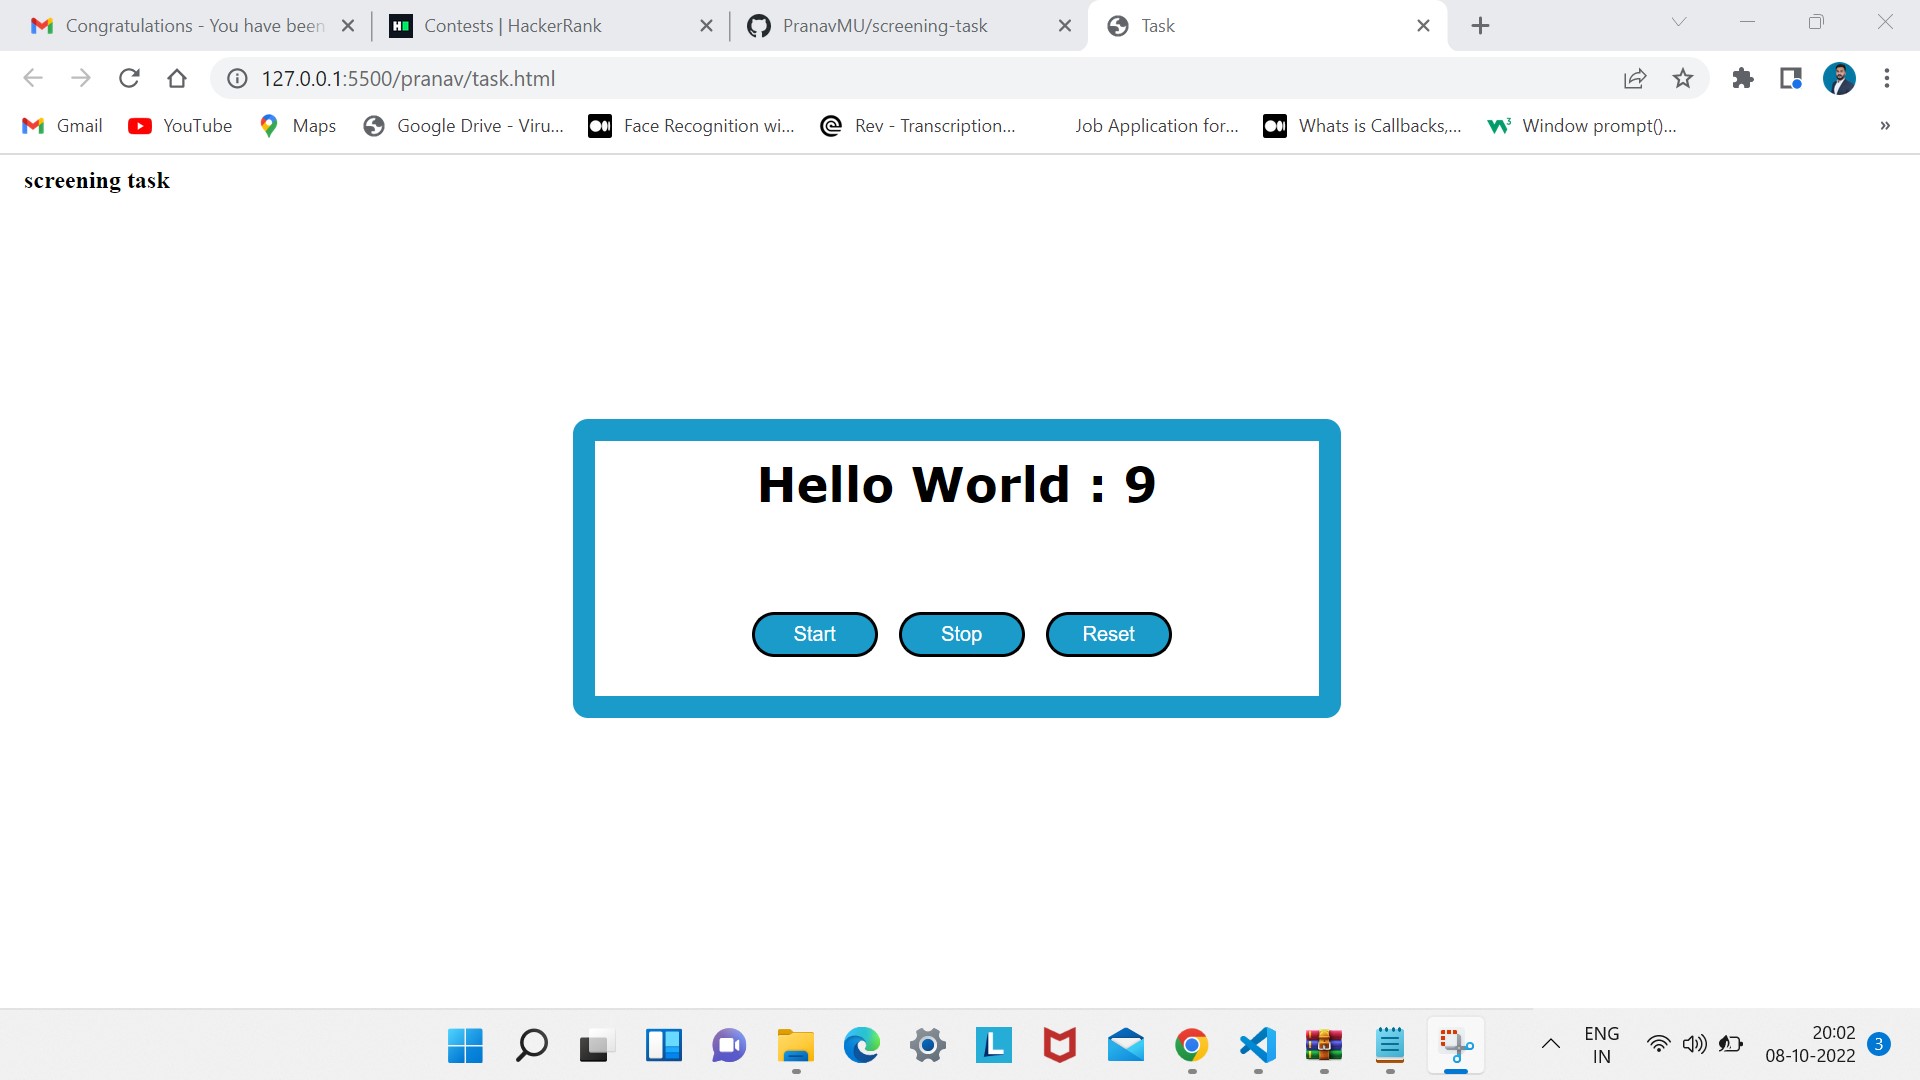 Congratulations - You have been
Contests | HackerRank
PranavMU/screening-task
Task
127.0.0.1:5500/pranav/task.html
Gmail
YouTube
Maps
Google Drive - Viru...
Face Recognition wi...
Rev - Transcription...
Job Application for...
Whats is Callbacks,...
Window prompt()...
»
screening task
Hello World : 9
Start
Stop
Reset
ENG
IN
20:02
08-10-2022
3